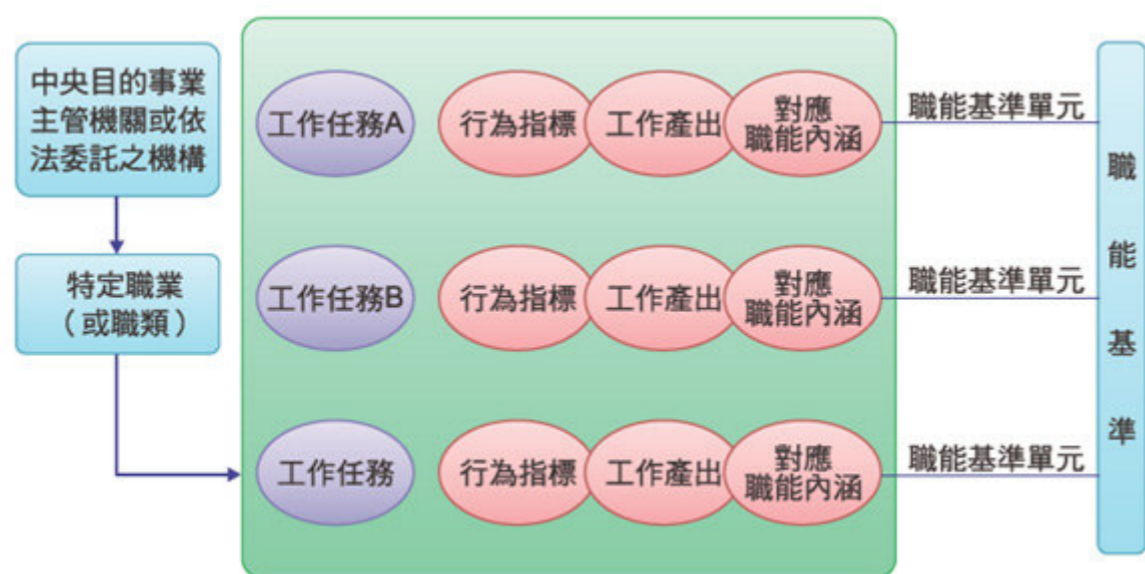 中央目的事業
主管機關或依
法委託之機構
特定職業
（或職類）
工作任務A
行為指標
工作產出
對應
職能內涵
職能基準單元
工作任務B
行為指標
工作產出
對應
職能內涵
職能基準單元
工作任務
行為指標
工作產出
對應
職能內涵
職能基準單元
職
能
基
準